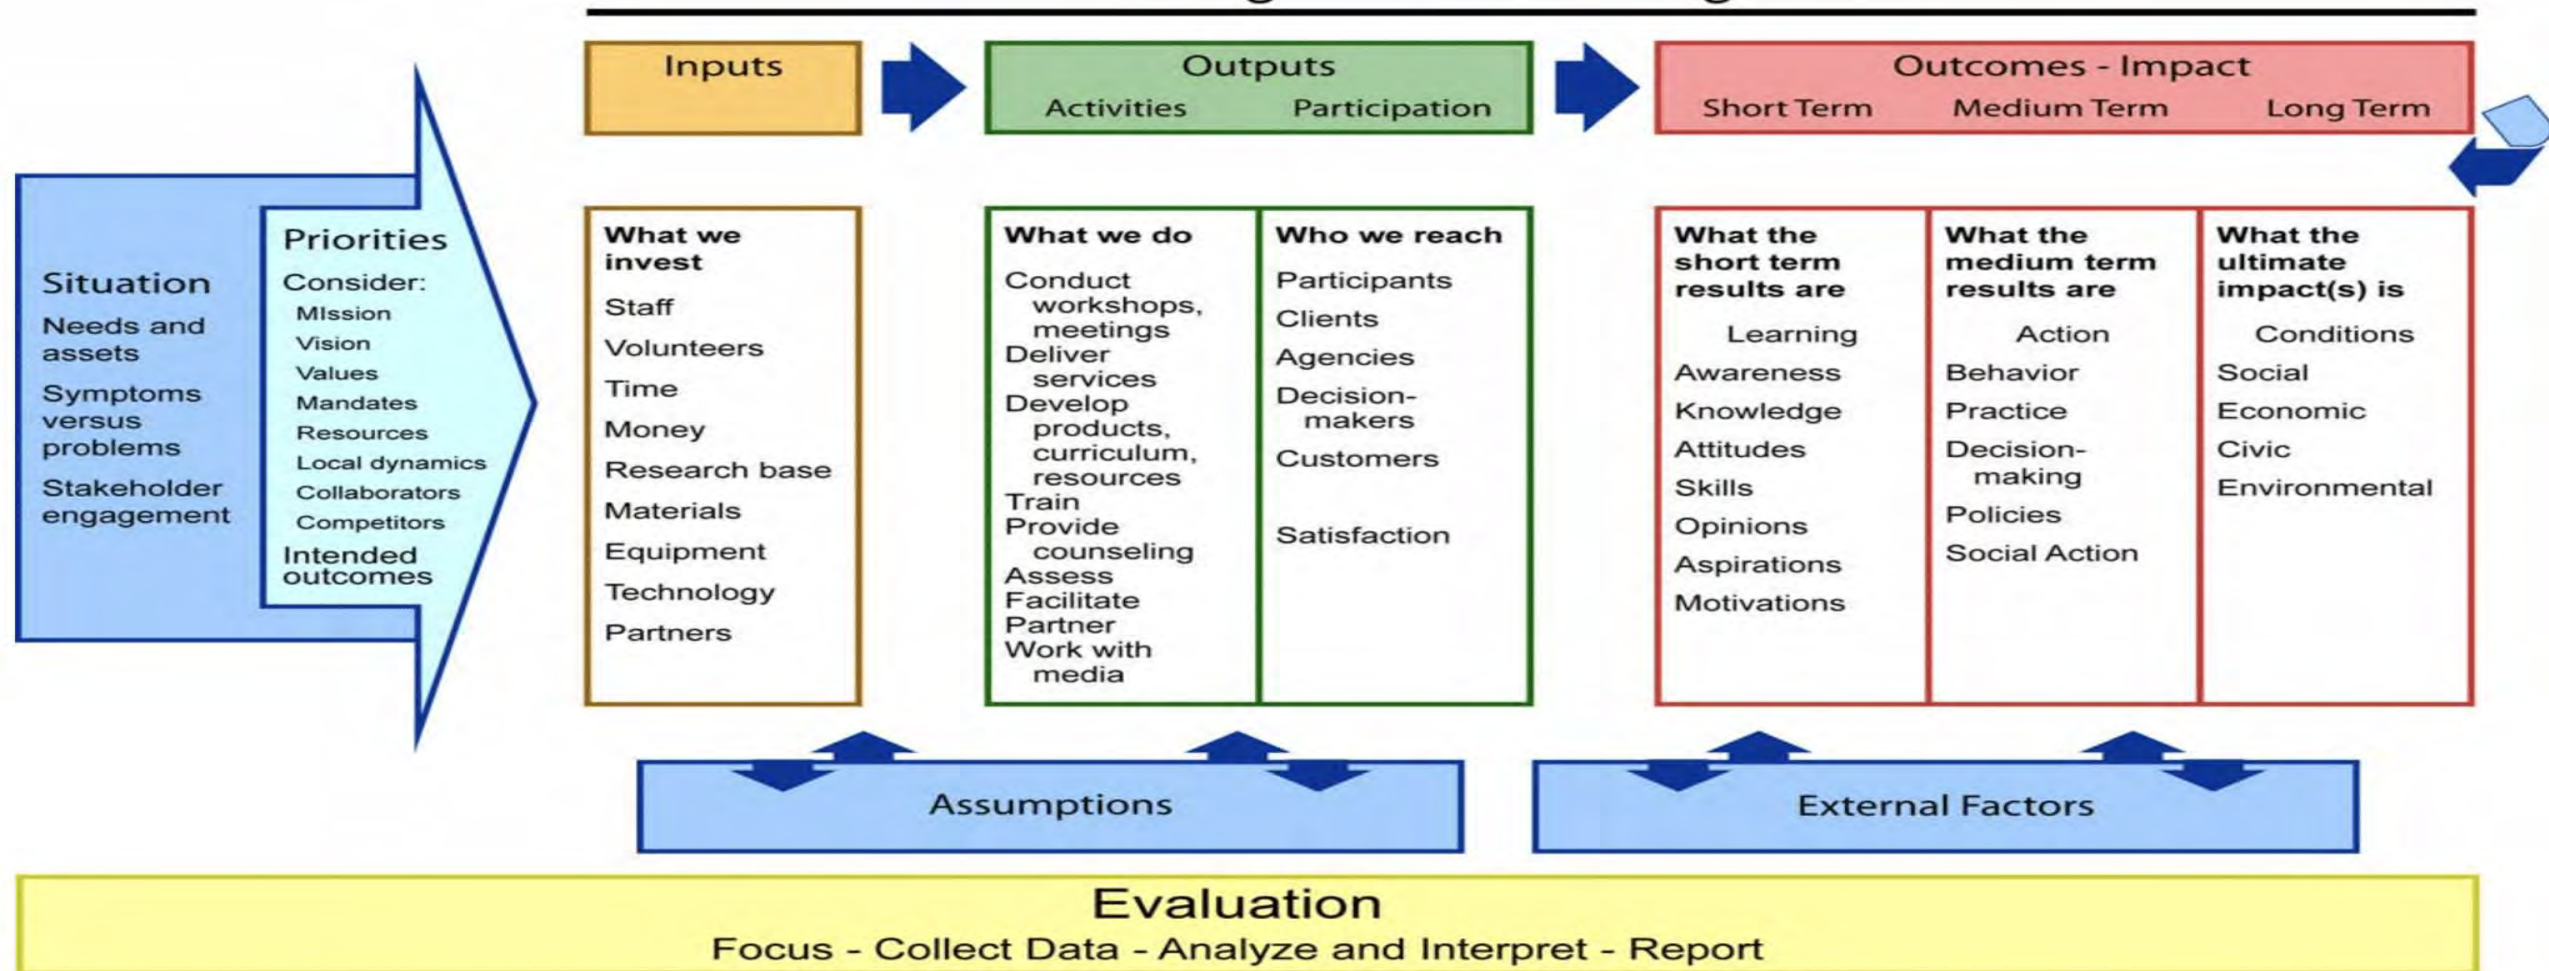 Inputs
Outputs
Activities
Participation
Outcomes - Impact
Short Term
Medium Term
Long Term
Situation
Needs and
assets
Symptoms
versus
problems
Stakeholder
engagement
Priorities
Consider:
MIssion
Vision
Values
Mandates
Resources
Local dynamics
Collaborators
Competitors
Intended
outcomes
What we
invest
Staff
Volunteers
Time
Money
Research base
Materials
Equipment
Technology
Partners
What we do
Conduct
workshops,
meetings
Deliver
services
Develop
products,
curriculum,
resources
Train
Provide
counseling
Assess
Facilitate
Partner
Work with
media
Who we reach
Participants
Clients
Agencies
Decision-
makers
Customers
Satisfaction
What the
short term
results are
Learning
Awareness
Knowledge
Attitudes
Skills
Opinions
Aspirations
Motivations
What the
medium term
results are
Action
Behavior
Practice
Decision-
making
Policies
Social Action
What the
ultimate
impact(s) is
Conditions
Social
Economic
Civic
Environmental
Assumptions
External Factors
Evaluation
Focus - Collect Data - Analyze and Interpret - Report